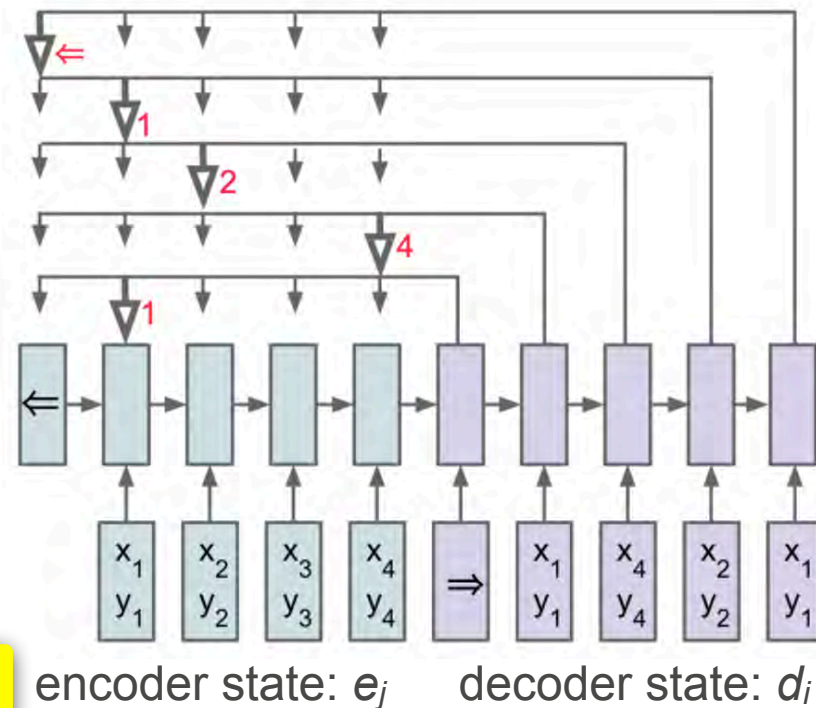 ⇐
1
2
4
1
⇐
x₁ x₂ x₃ x₄ ⇒ x₁ x₄ x₂ x₁
y₁ y₂ y₃ y₄ y₁ y₄ y₂ y₁
encoder state: eⱼ decoder state: dᵢ